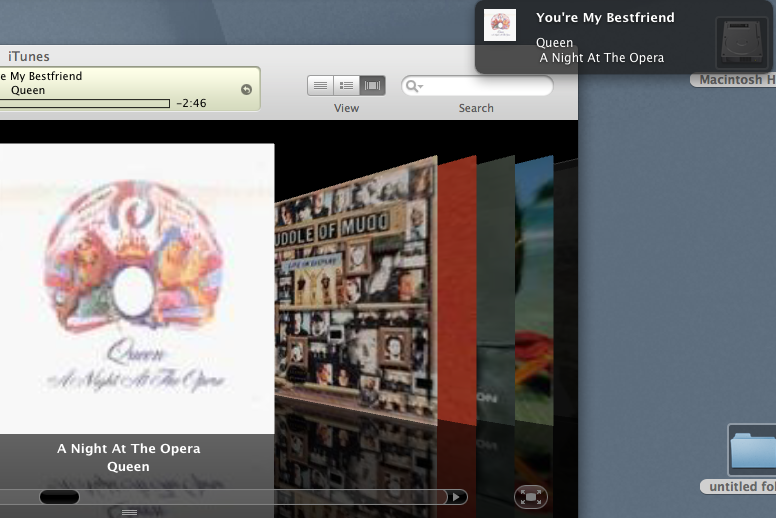 You're My Bestfriend
Queen
A Night At The Opera
Macintosh H
iTunes
e My Bestfriend
Queen
-2:46
View
Search
UDDLE OF MUDD
LIFE ON DISPLAY
Queen
A Night At The Opera
A Night At The Opera
Queen
untitled fol